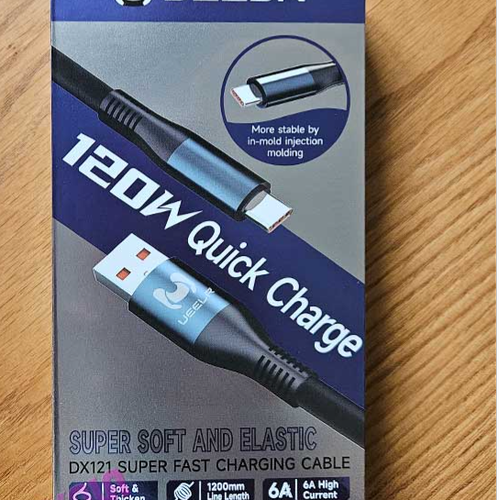 More stable by
in-mold injection
molding
120W Quick Charge
UEELR
SUPER SOFT AND ELASTIC
DX121 SUPER FAST CHARGING CABLE
Soft &
Thicken
1200mm
Line Length
6A
6A High
Current